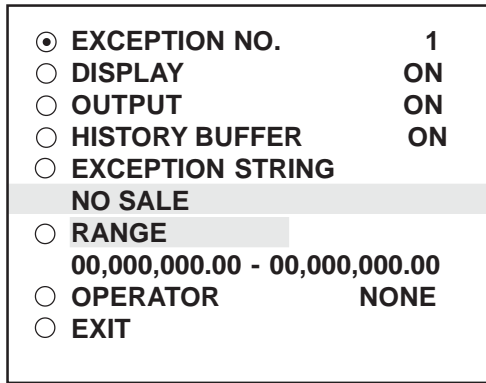 EXCEPTION NO. 1
DISPLAY ON
OUTPUT ON
HISTORY BUFFER ON
EXCEPTION STRING
NO SALE
RANGE
00,000,000.00 - 00,000,000.00
OPERATOR NONE
EXIT